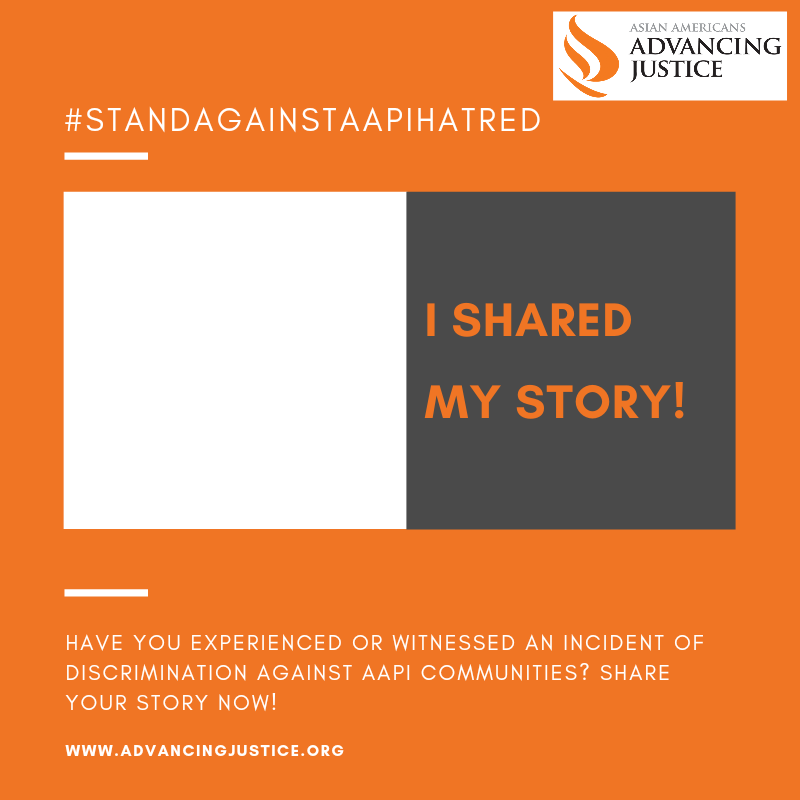 ASIAN AMERICANS
ADVANCING
JUSTICE
#STANDAGAINSTAAPIHATRED
I SHARED
MY STORY!
HAVE YOU EXPERIENCED OR WITNESSED AN INCIDENT OF
DISCRIMINATION AGAINST AAPI COMMUNITIES? SHARE
YOUR STORY NOW!
WWW.ADVANCINGJUSTICE.ORG